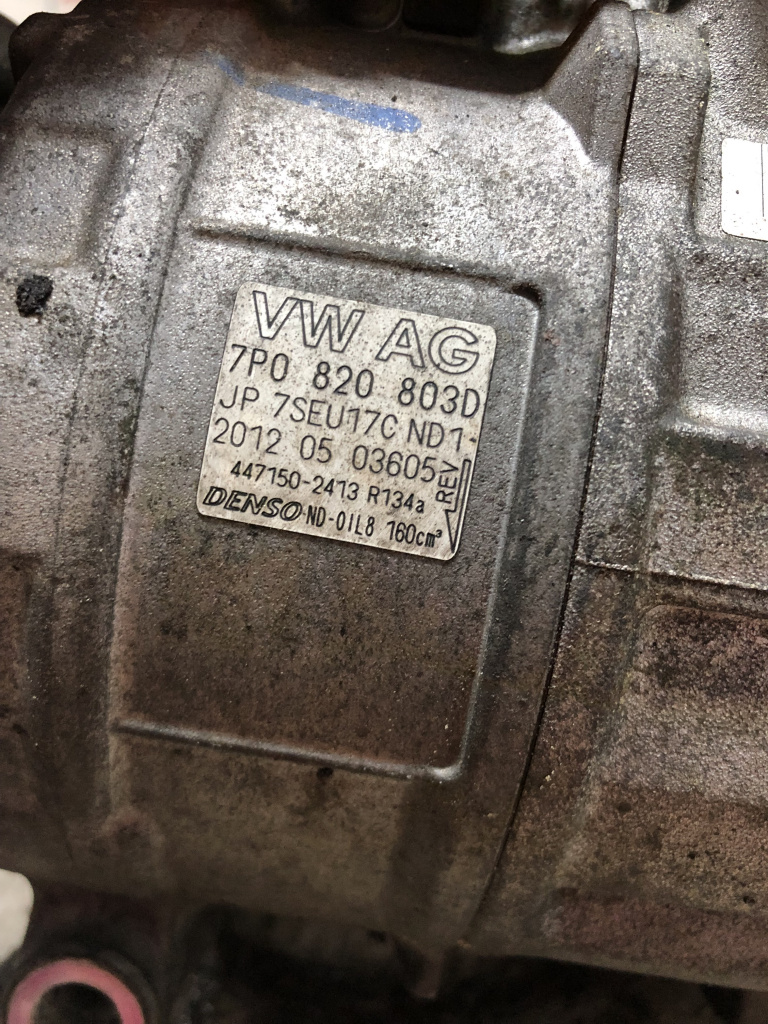 VW AG
7P0 820 803D
JP 7SEU17C ND1
2012 05 03605
REV
447150-2413 R134a
DENSO ND-OIL8 160cm³